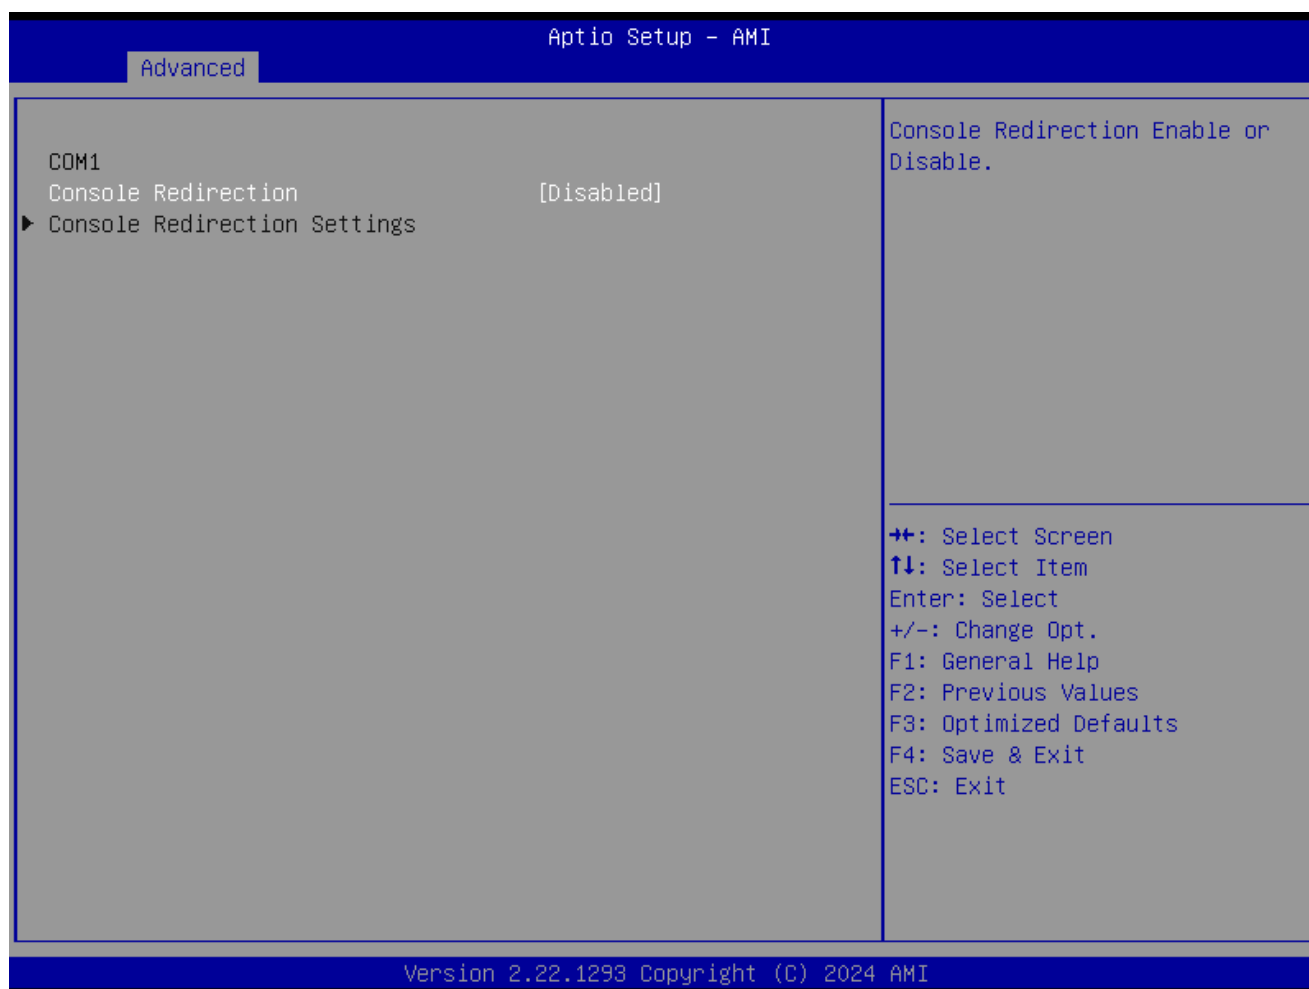 Aptio Setup – AMI
Advanced
COM1
Console Redirection [Disabled]
▶ Console Redirection Settings
Console Redirection Enable or
Disable.
→←: Select Screen
↑↓: Select Item
Enter: Select
+/-: Change Opt.
F1: General Help
F2: Previous Values
F3: Optimized Defaults
F4: Save & Exit
ESC: Exit
Version 2.22.1293 Copyright (C) 2024 AMI